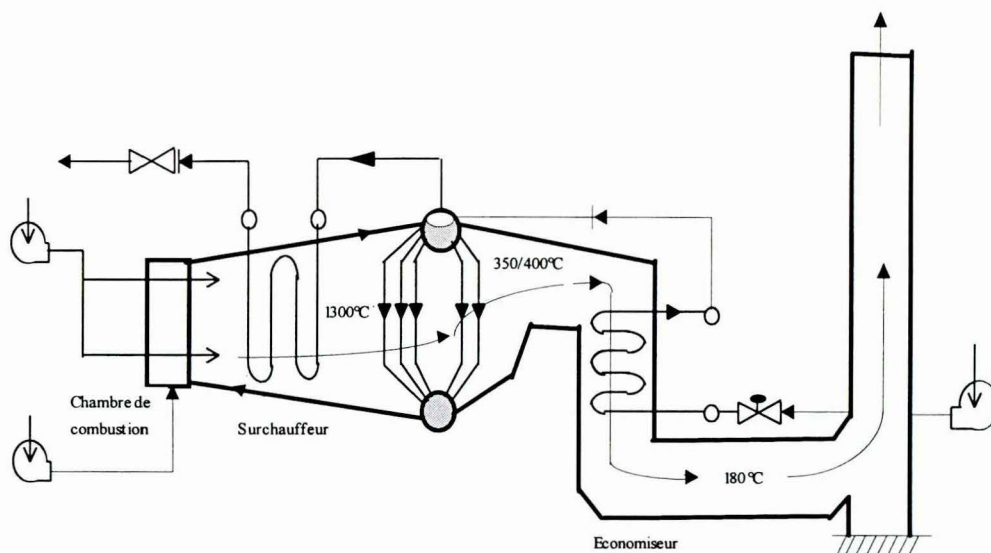 350/400°C
1300°C
Chambre de
combustion
Surchauffeur
180°C
Economiseur